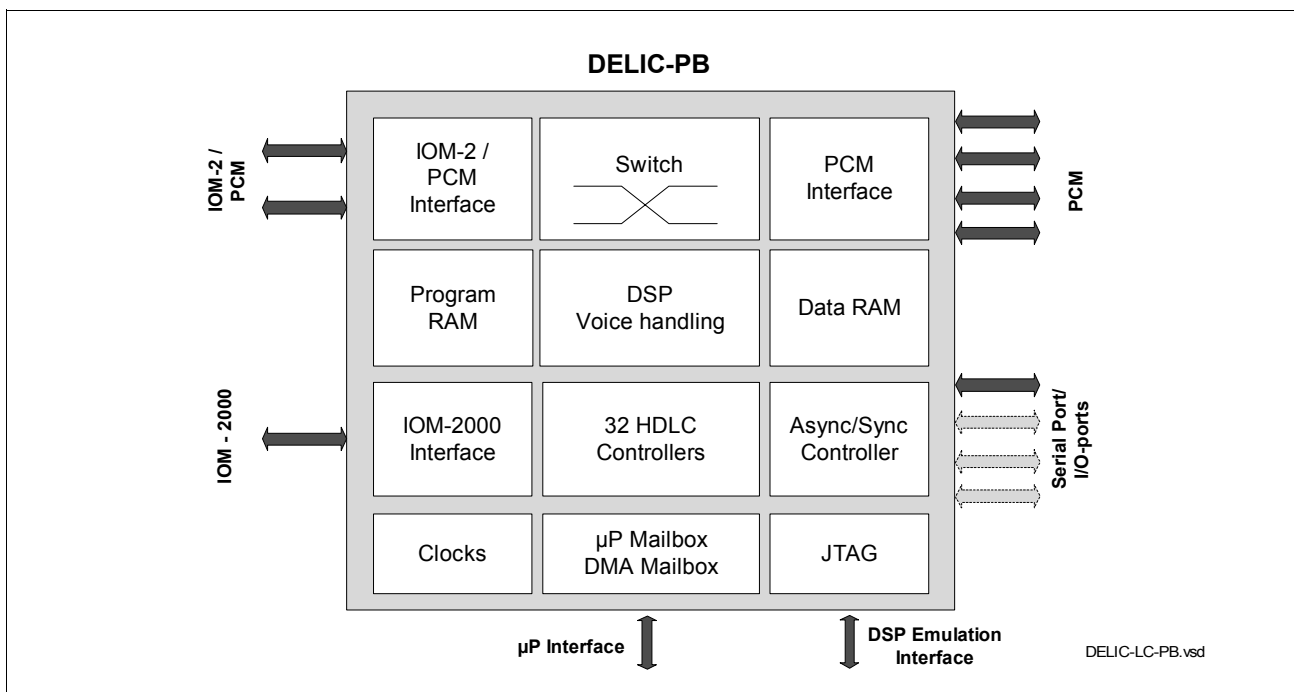 DELIC-PB
IOM-2 /
PCM
IOM-2 /
PCM
Interface
Switch
PCM
Interface
PCM
Program
RAM
DSP
Voice handling
Data RAM
IOM - 2000
IOM-2000
Interface
32 HDLC
Controllers
Async/Sync
Controller
Serial Port/
I/O-ports
Clocks
µP Mailbox
DMA Mailbox
JTAG
µP Interface
DSP Emulation
Interface
DELIC-LC-PB.vsd